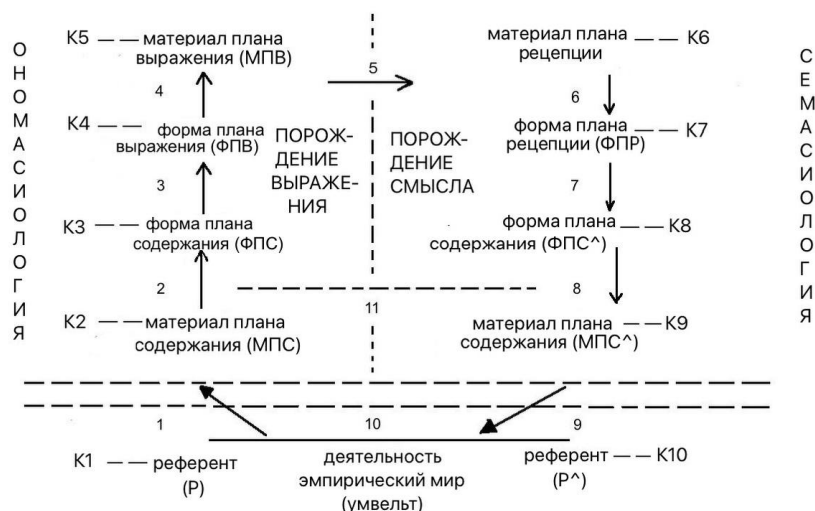 ОНОМАСИОЛОГИЯ
К5 — — материал плана
выражения (МПВ)
4
К4 — — форма плана
выражения (ФПВ)
3
К3 — — форма плана
содержания (ФПС)
2
К2 — — материал плана
содержания (МПС)
ПОРОЖ-
ДЕНИЕ
ВЫРАЖЕ-
НИЯ
5
ПОРОЖ-
ДЕНИЕ
СМЫСЛА
материал плана — — К6
рецепции
6
форма плана — — К7
рецепции (ФПР)
7
форма плана — — К8
содержания (ФПС^)
8
11
материал плана — — К9
содержания (МПС^)
СЕМАСИОЛОГИЯ
1
10
9
К1 — — референт
(Р)
деятельность
эмпирический мир
(умвельт)
референт — — К10
(Р^)